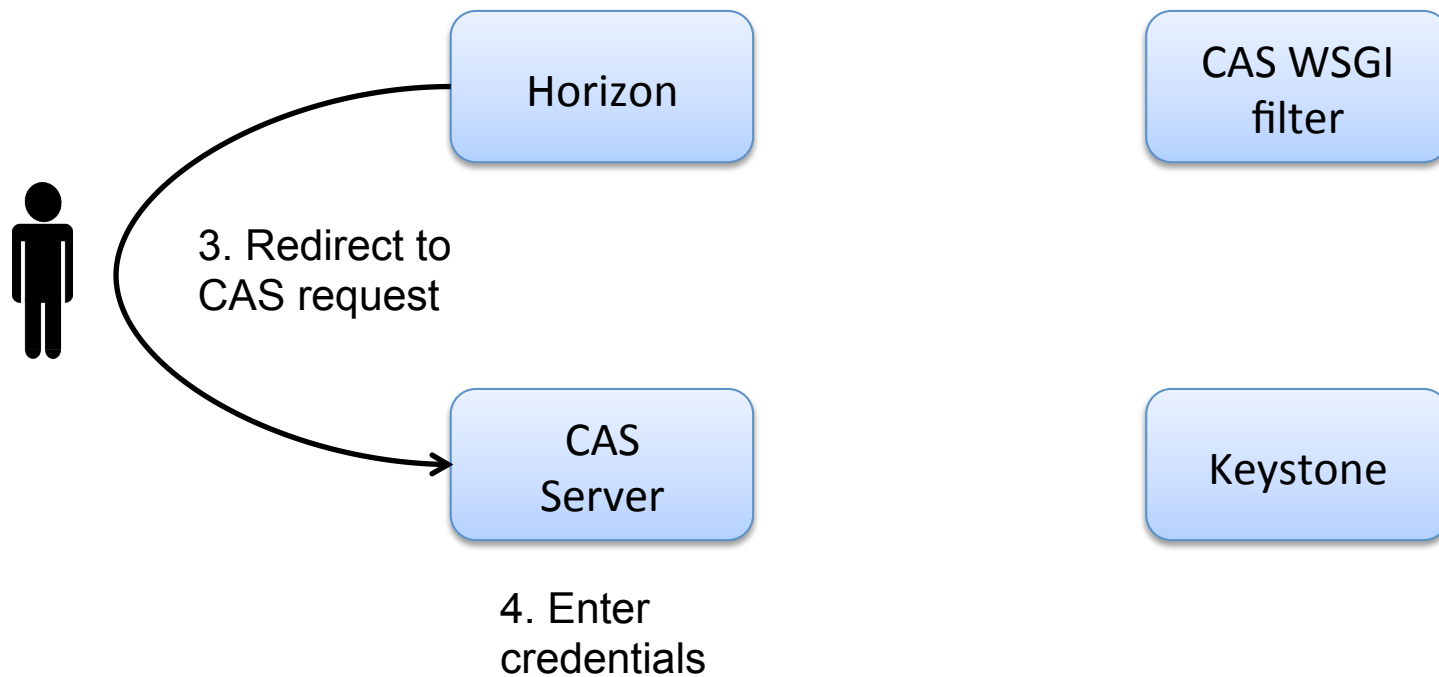 Horizon
CAS WSGI
filter
3. Redirect to
CAS request
CAS
Server
Keystone
4. Enter
credentials